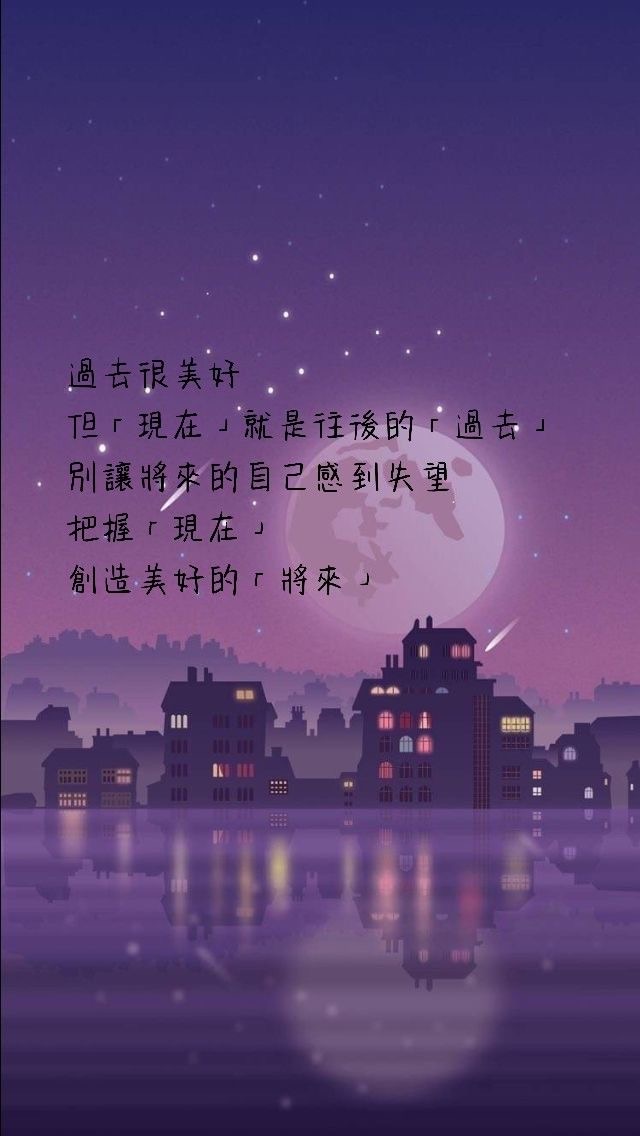 過去很美好
但「現在」就是往後的「過去」
別讓將來的自己感到失望
把握「現在」
創造美好的「將來」